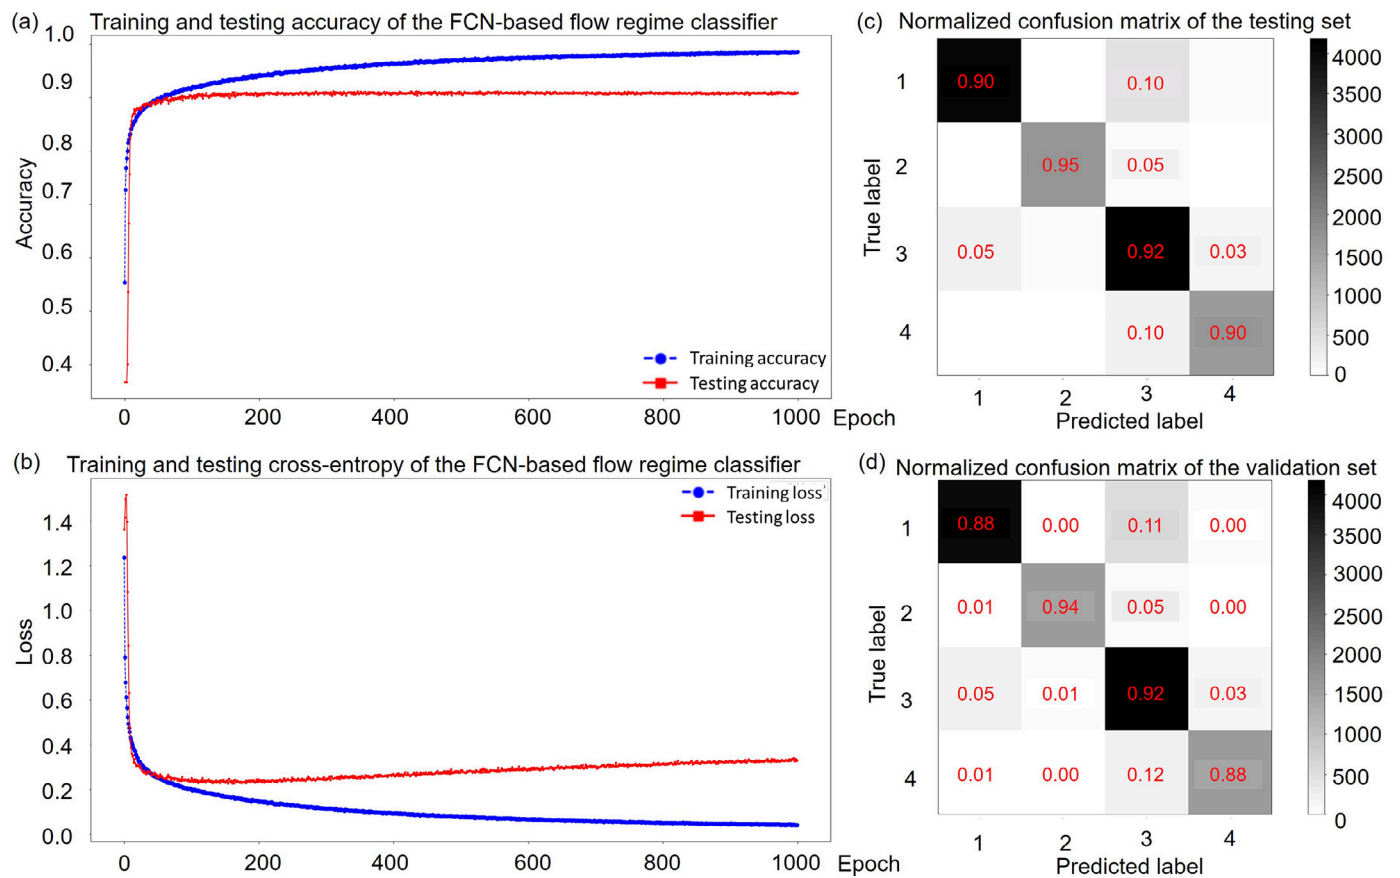 (a) Training and testing accuracy of the FCN-based flow regime classifier
1.0
0.9
0.8
0.7
0.6
0.5
0.4
Accuracy
Training accuracy
Testing accuracy
0 200 400 600 800 1000 Epoch
(b) Training and testing cross-entropy of the FCN-based flow regime classifier
Training loss
Testing loss
1.4
1.2
1.0
0.8
0.6
0.4
0.2
0.0
Loss
0 200 400 600 800 1000 Epoch
(c) Normalized confusion matrix of the testing set
1 0.90 0.10
2 0.95 0.05
3 0.05 0.92 0.03
4 0.10 0.90
True label
1 2 3 4
Predicted label
4000
3500
3000
2500
2000
1500
1000
500
0
(d) Normalized confusion matrix of the validation set
1 0.88 0.00 0.11 0.00
2 0.01 0.94 0.05 0.00
3 0.05 0.01 0.92 0.03
4 0.01 0.00 0.12 0.88
True label
1 2 3 4
Predicted label
4000
3500
3000
2500
2000
1500
1000
500
0